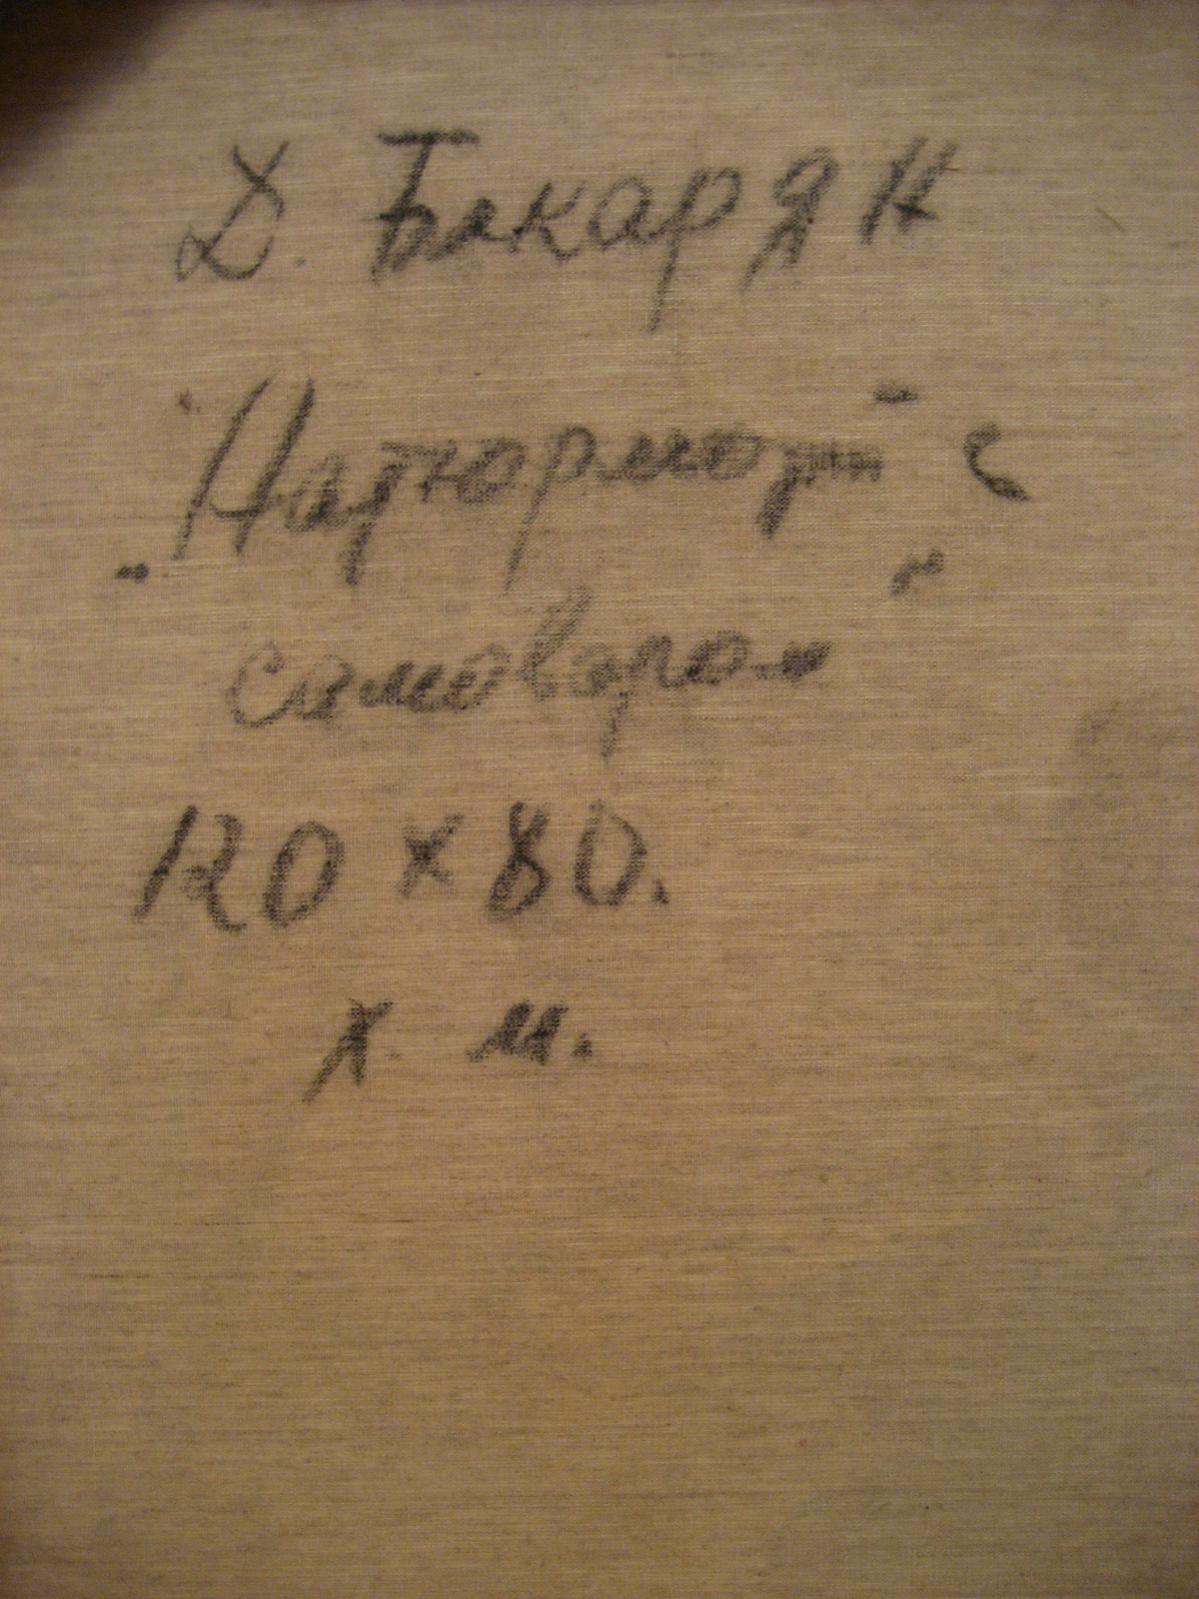 Д. Бакарян
„Натюрморт с
самоваром"
120 x 80.
х. м.